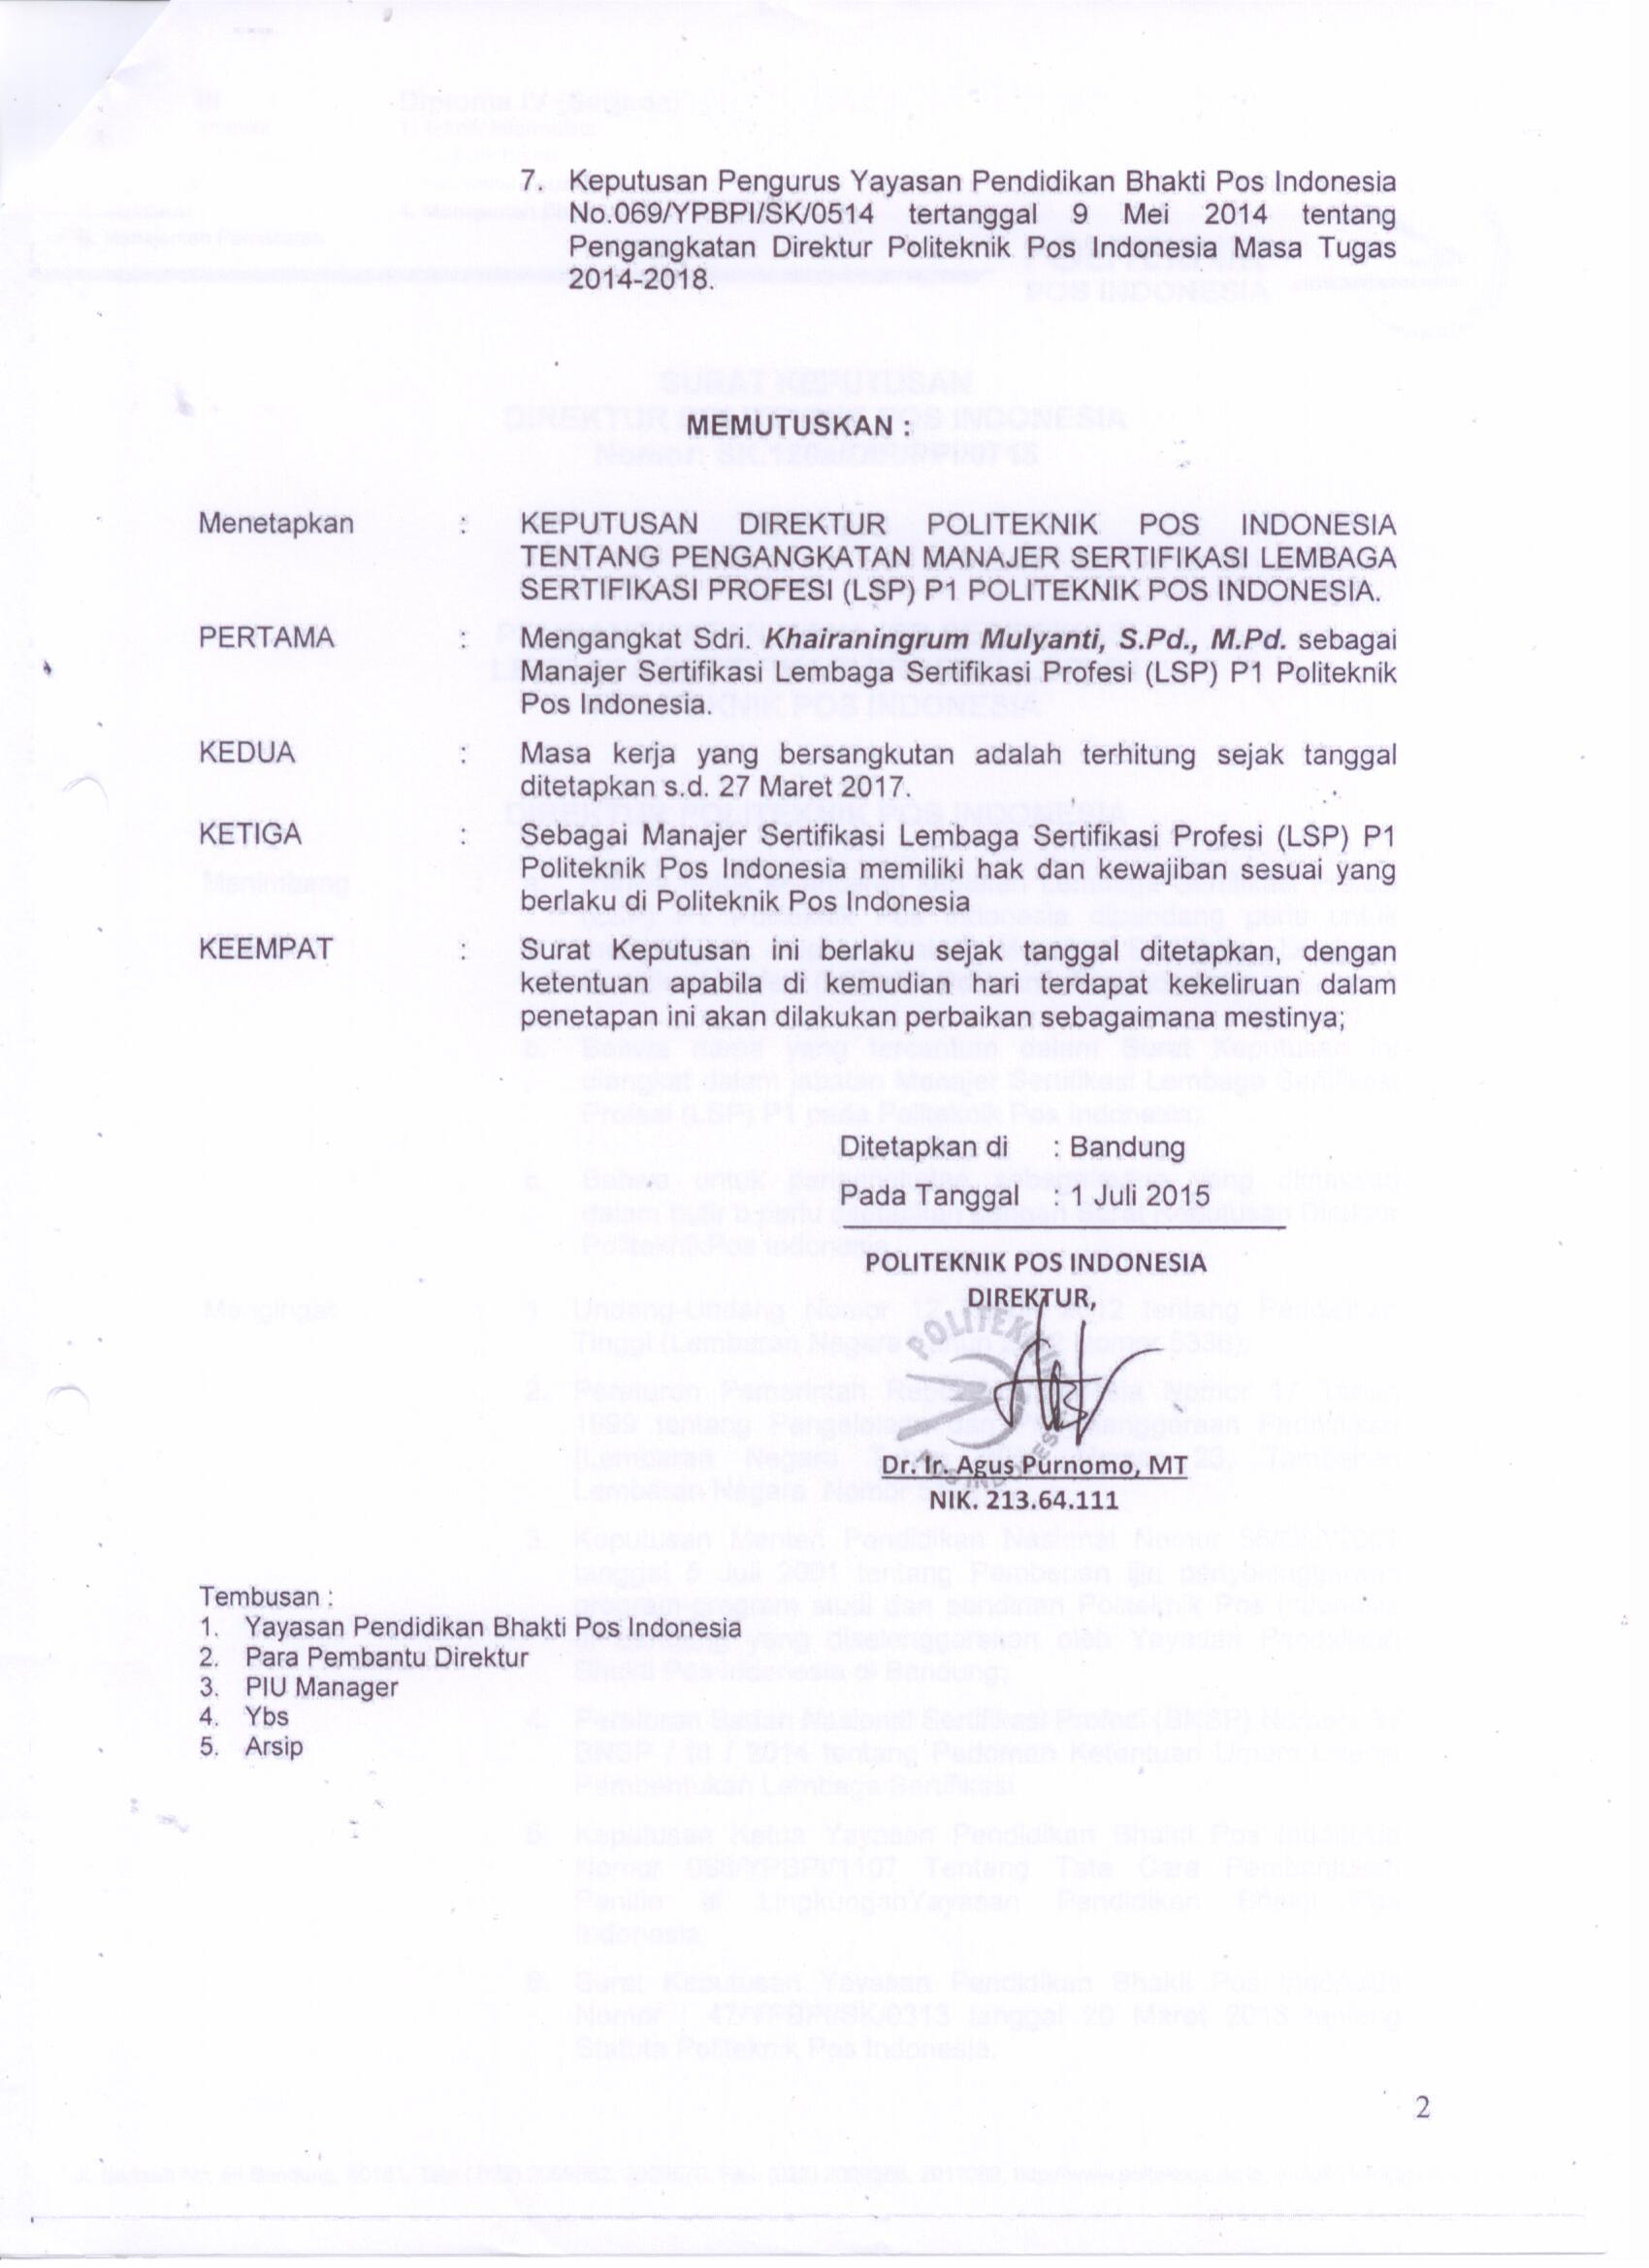 7. Keputusan Pengurus Yayasan Pendidikan Bhakti Pos Indonesia
No.069/YPBPI/SK/0514 tertanggal 9 Mei 2014 tentang
Pengangkatan Direktur Politeknik Pos Indonesia Masa Tugas
2014-2018.
MEMUTUSKAN :
Menetapkan : KEPUTUSAN DIREKTUR POLITEKNIK POS INDONESIA
TENTANG PENGANGKATAN MANAJER SERTIFIKASI LEMBAGA
SERTIFIKASI PROFESI (LSP) P1 POLITEKNIK POS INDONESIA.
PERTAMA : Mengangkat Sdri. Khairaningrum Mulyanti, S.Pd., M.Pd. sebagai
Manajer Sertifikasi Lembaga Sertifikasi Profesi (LSP) P1 Politeknik
Pos Indonesia.
KEDUA : Masa kerja yang bersangkutan adalah terhitung sejak tanggal
ditetapkan s.d. 27 Maret 2017.
KETIGA : Sebagai Manajer Sertifikasi Lembaga Sertifikasi Profesi (LSP) P1
Politeknik Pos Indonesia memiliki hak dan kewajiban sesuai yang
berlaku di Politeknik Pos Indonesia
KEEMPAT : Surat Keputusan ini berlaku sejak tanggal ditetapkan, dengan
ketentuan apabila di kemudian hari terdapat kekeliruan dalam
penetapan ini akan dilakukan perbaikan sebagaimana mestinya;
Ditetapkan di : Bandung
Pada Tanggal : 1 Juli 2015
POLITEKNIK POS INDONESIA
DIREKTUR,
Dr. Ir. Agus Purnomo, MT
NIK. 213.64.111
Tembusan :
1. Yayasan Pendidikan Bhakti Pos Indonesia
2. Para Pembantu Direktur
3. PIU Manager
4. Ybs
5. Arsip
2